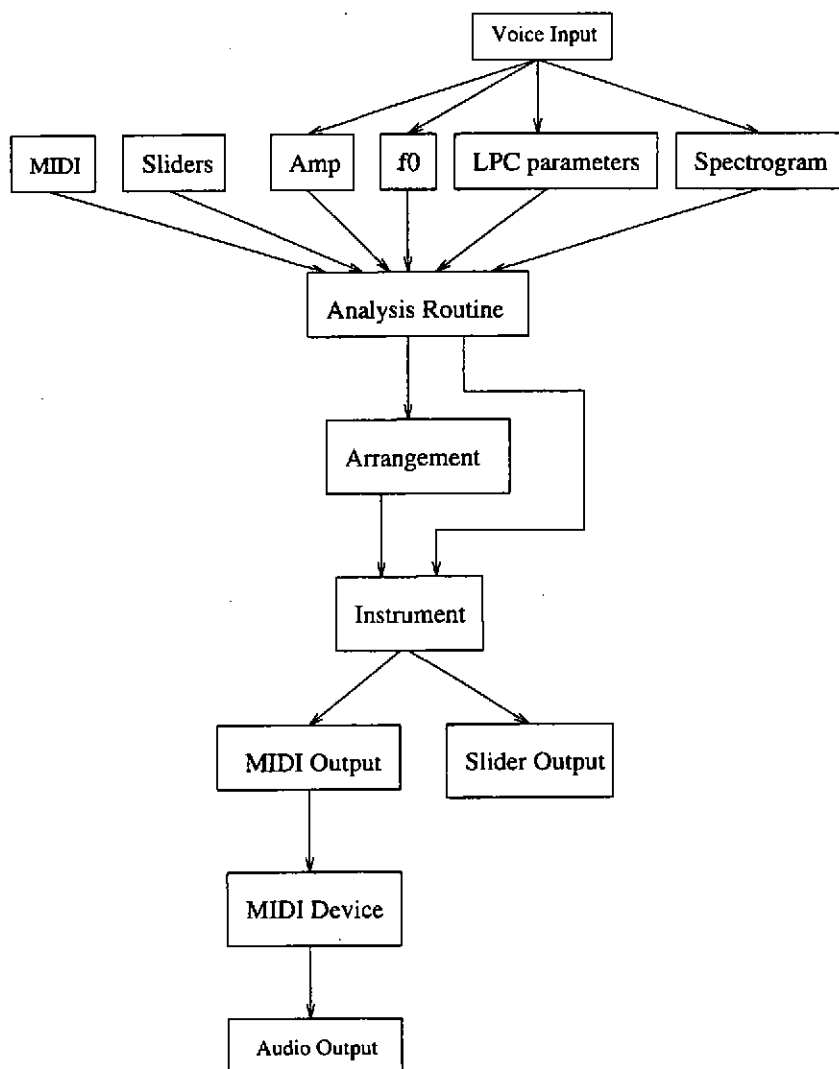 Voice Input
MIDI
Sliders
Amp
f0
LPC parameters
Spectrogram
Analysis Routine
Arrangement
Instrument
MIDI Output
Slider Output
MIDI Device
Audio Output